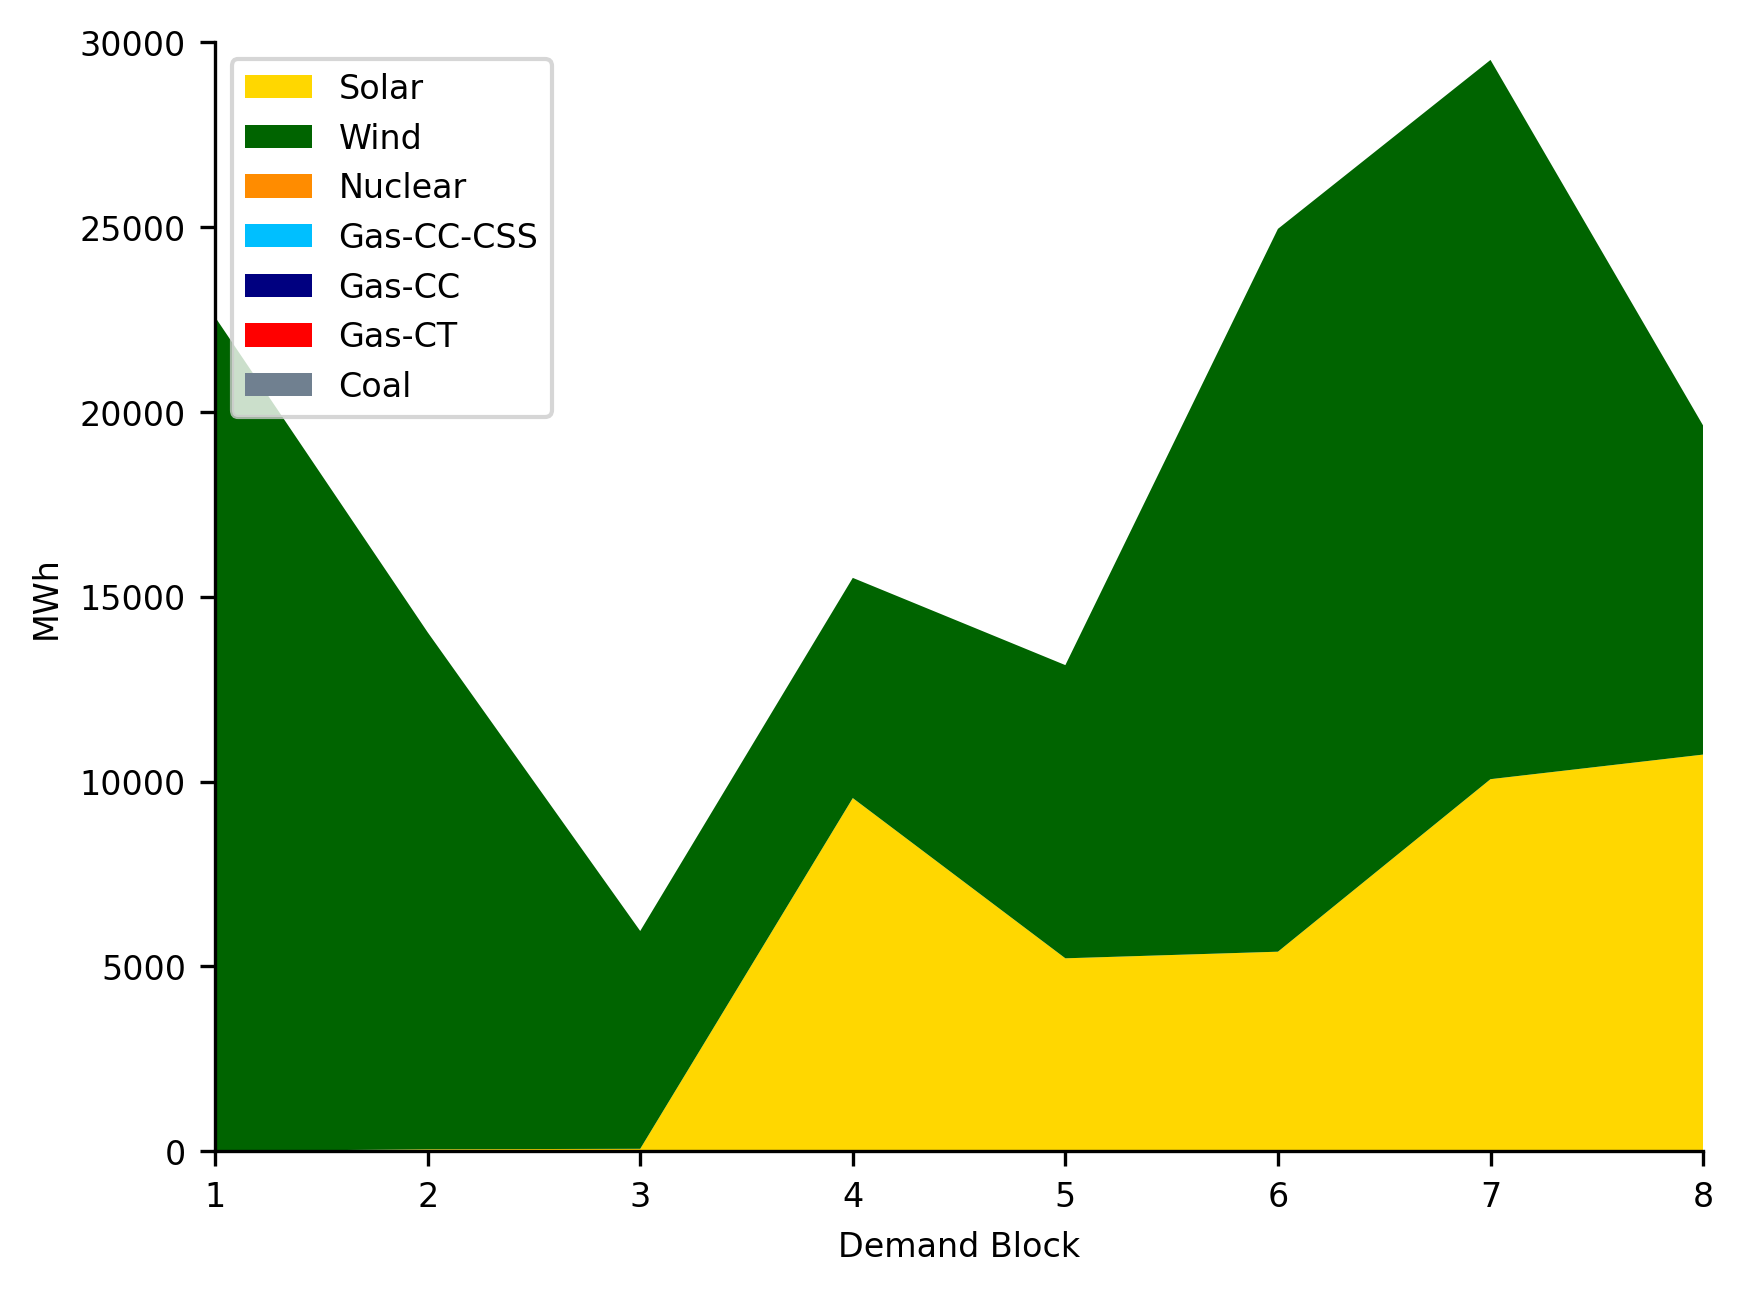 30000
25000
20000
15000
10000
5000
0
MWh
Solar
Wind
Nuclear
Gas-CC-CSS
Gas-CC
Gas-CT
Coal
1 2 3 4 5 6 7 8
Demand Block